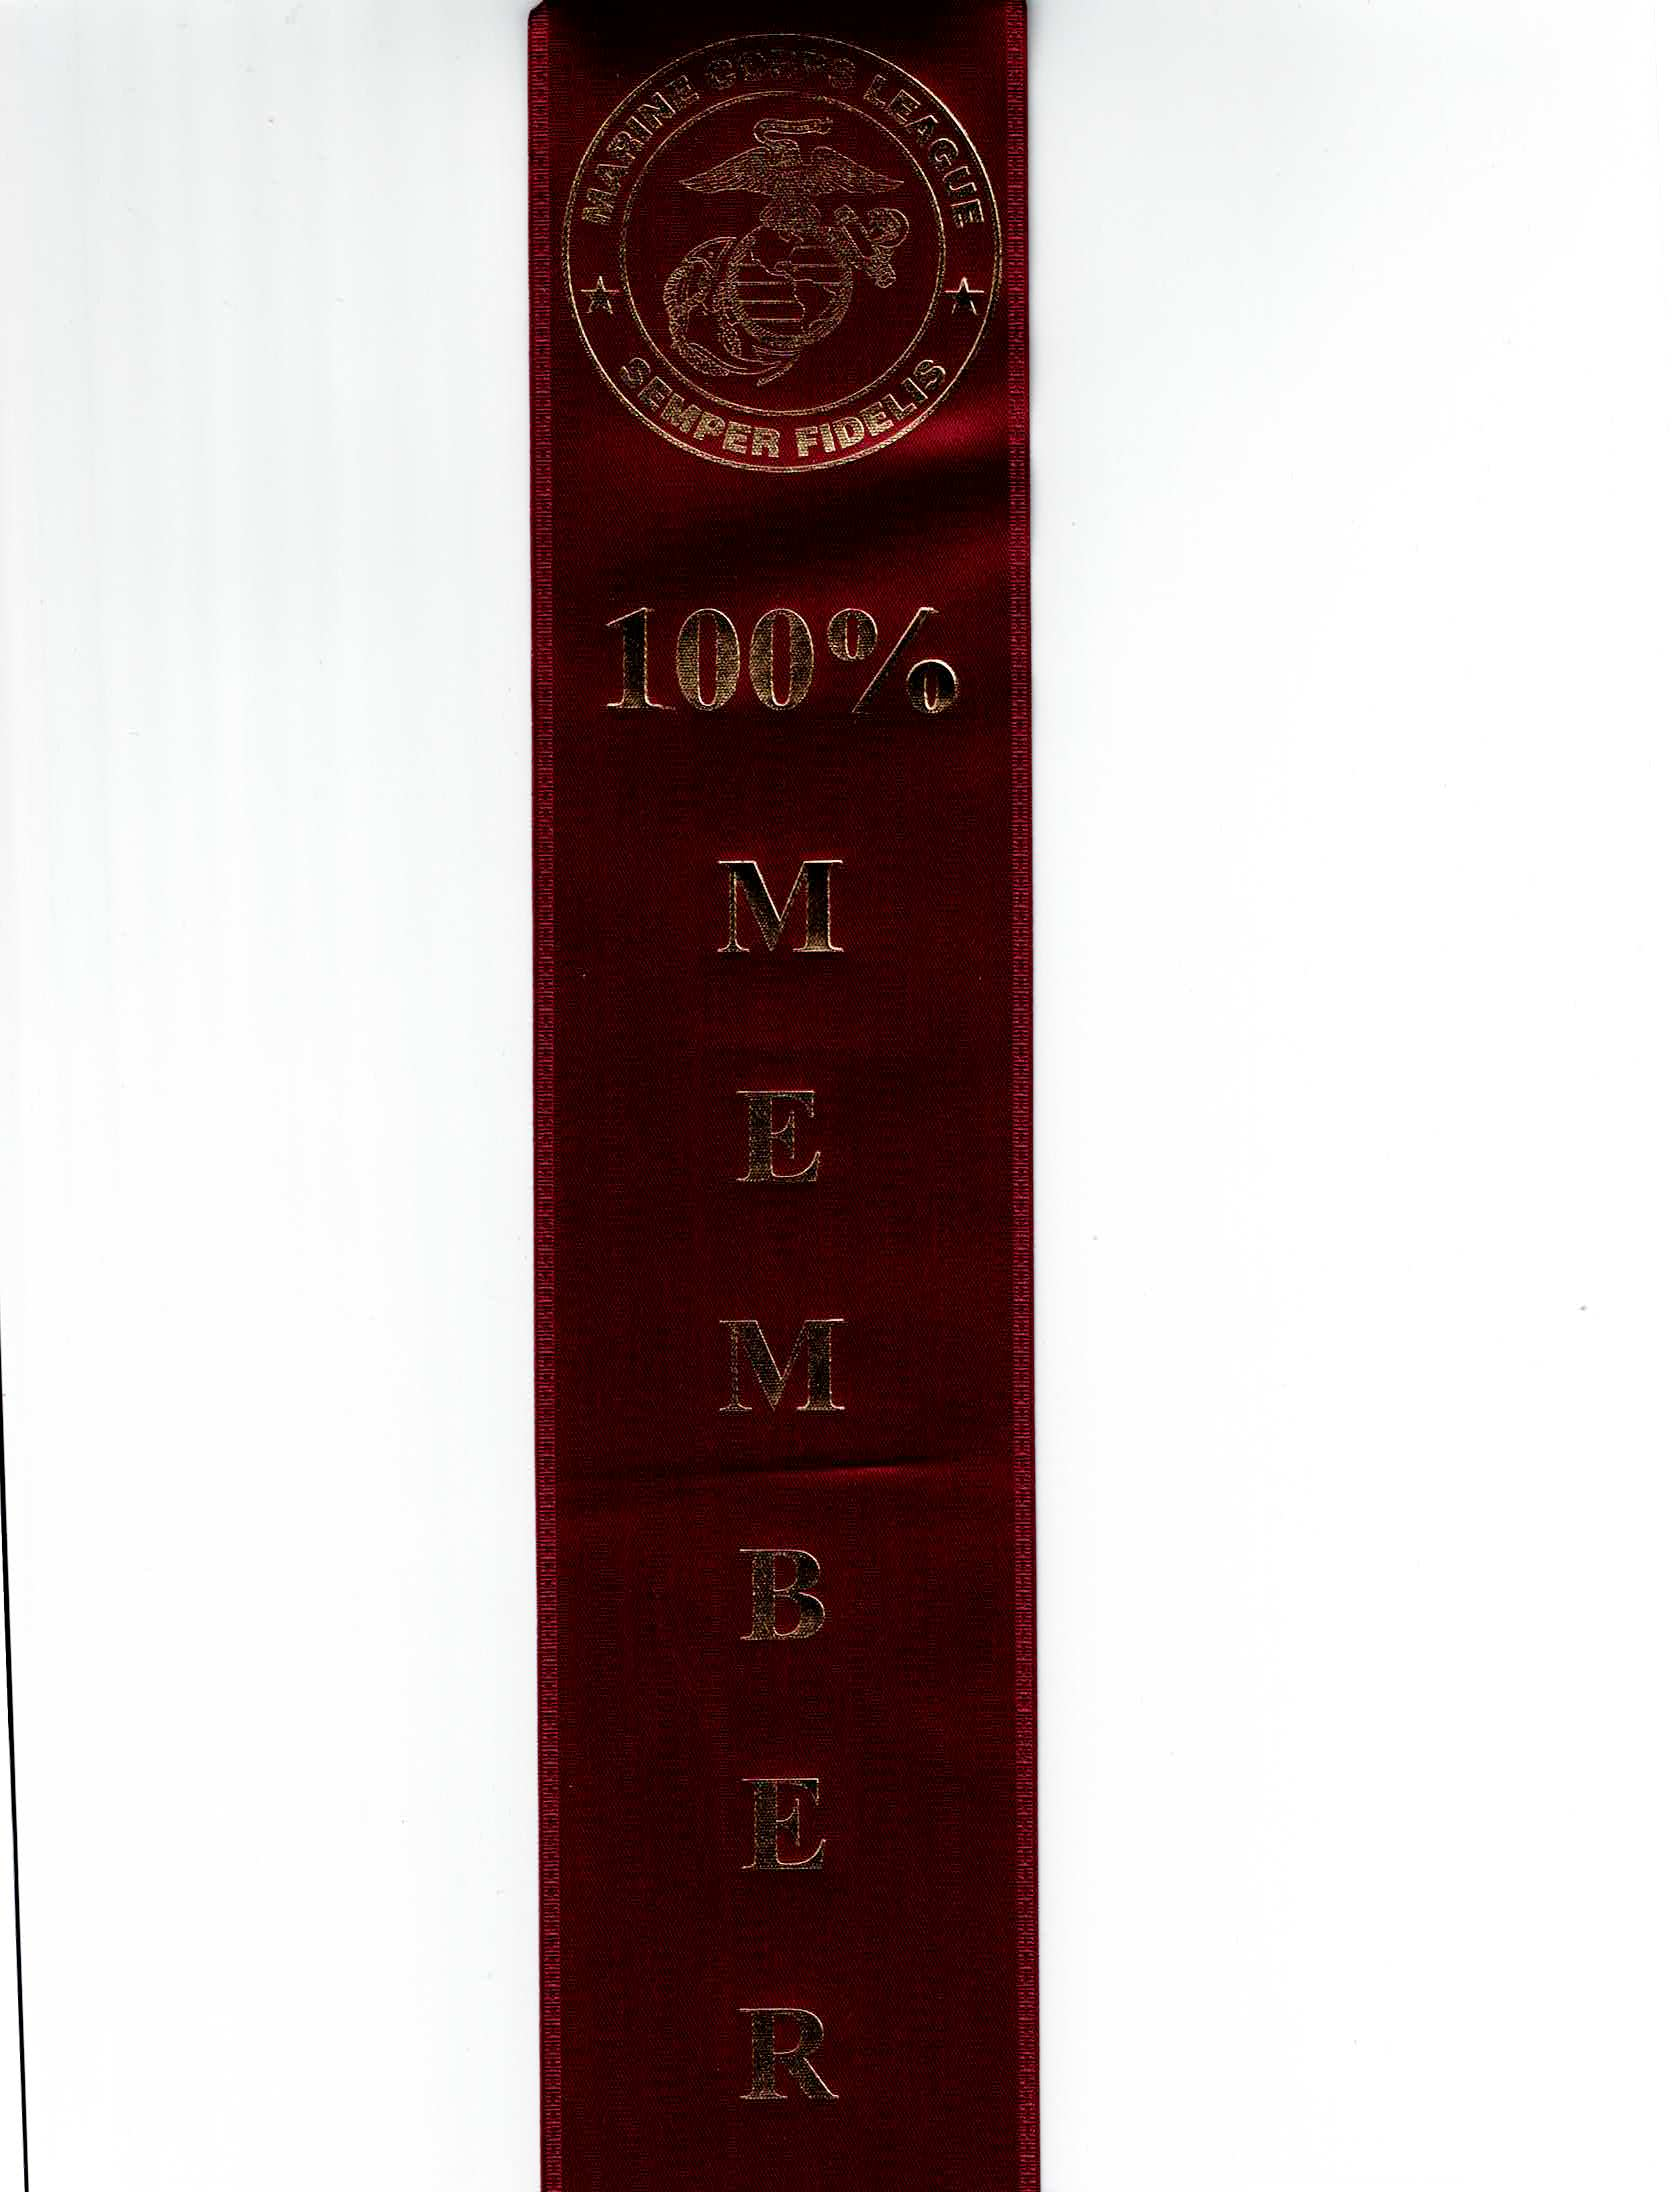 MARINE CORPS LEAGUE
SEMPER FIDELIS
100%
M
E
M
B
E
R